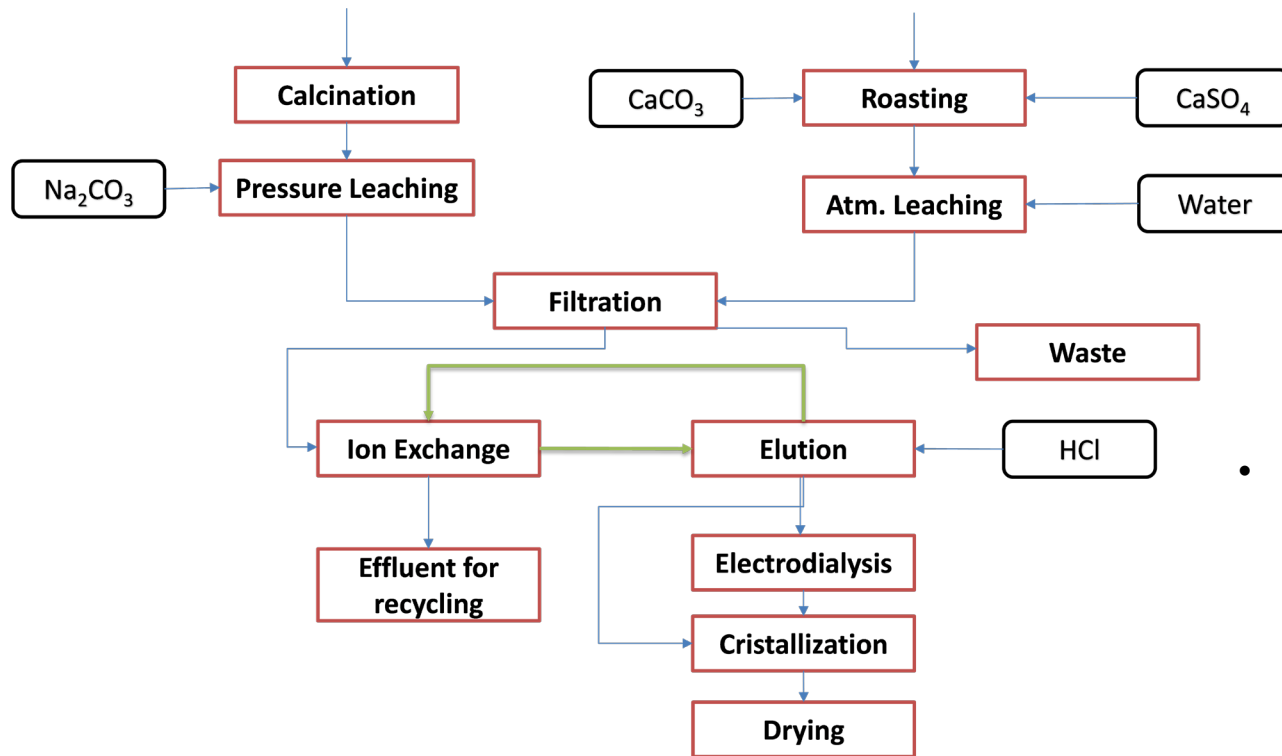 Calcination
CaCO₃
Roasting
CaSO₄
Na₂CO₃
Pressure Leaching
Atm. Leaching
Water
Filtration
Waste
Ion Exchange
Elution
HCl
Effluent for
recycling
Electrodialysis
Cristallization
Drying